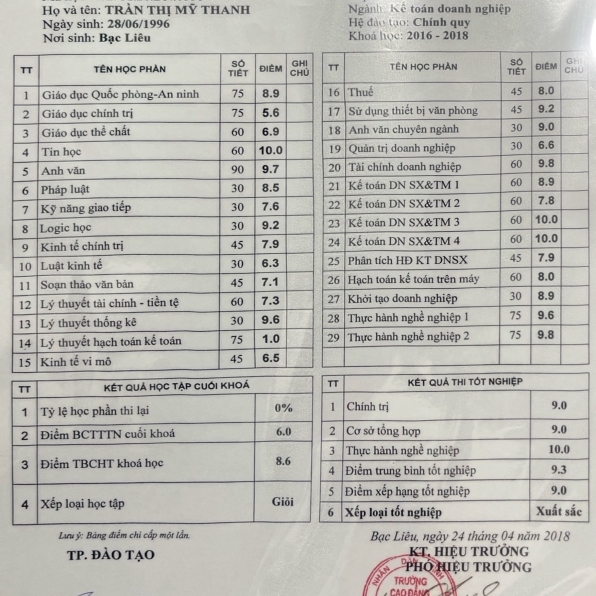 Họ và tên: TRẦN THỊ MỸ THANH
Ngày sinh: 28/06/1996
Nơi sinh: Bạc Liêu
Ngành: Kế toán doanh nghiệp
Hệ đào tạo: Chính quy
Khoá học: 2016 - 2018
TT TÊN HỌC PHẦN SỐ TIẾT ĐIỂM GHI CHÚ
1 Giáo dục Quốc phòng-An ninh 75 8.9
2 Giáo dục chính trị 75 5.6
3 Giáo dục thể chất 60 6.9
4 Tin học 60 10.0
5 Anh văn 90 9.7
6 Pháp luật 30 8.5
7 Kỹ năng giao tiếp 30 7.6
8 Logic học 30 9.2
9 Kinh tế chính trị 45 7.9
10 Luật kinh tế 30 6.3
11 Soạn thảo văn bản 45 7.1
12 Lý thuyết tài chính - tiền tệ 60 7.3
13 Lý thuyết thống kê 30 9.6
14 Lý thuyết hạch toán kế toán 75 1.0
15 Kinh tế vi mô 45 6.5
TT TÊN HỌC PHẦN SỐ TIẾT ĐIỂM GHI CHÚ
16 Thuế 45 8.0
17 Sử dụng thiết bị văn phòng 45 9.2
18 Anh văn chuyên ngành 30 9.0
19 Quản trị doanh nghiệp 30 6.6
20 Tài chính doanh nghiệp 60 9.8
21 Kế toán DN SX&TM 1 60 8.9
22 Kế toán DN SX&TM 2 60 7.8
23 Kế toán DN SX&TM 3 60 10.0
24 Kế toán DN SX&TM 4 60 10.0
25 Phân tích HĐ KT DNSX 45 7.9
26 Hạch toán kế toán trên máy 60 8.0
27 Khởi tạo doanh nghiệp 30 8.9
28 Thực hành nghề nghiệp 1 75 9.6
29 Thực hành nghề nghiệp 2 75 9.8
TT KẾT QUẢ HỌC TẬP CUỐI KHOÁ
1 Tỷ lệ học phần thi lại 0%
2 Điểm BCTTTN cuối khoá 6.0
3 Điểm TBCHT khoá học 8.6
4 Xếp loại học tập Giỏi
TT KẾT QUẢ THI TỐT NGHIỆP
1 Chính trị 9.0
2 Cơ sở tổng hợp 9.0
3 Thực hành nghề nghiệp 10.0
4 Điểm trung bình tốt nghiệp 9.3
5 Điểm xếp hạng tốt nghiệp 9.0
6 Xếp loại tốt nghiệp Xuất sắc
Lưu ý: Bảng điểm chỉ cấp một lần.
TP. ĐÀO TẠO
Bạc Liêu, ngày 24 tháng 04 năm 2018
KT. HIỆU TRƯỞNG
PHÓ HIỆU TRƯỞNG
NHÂN DÂN TỈNH
TRƯỜNG
CAO ĐẲNG